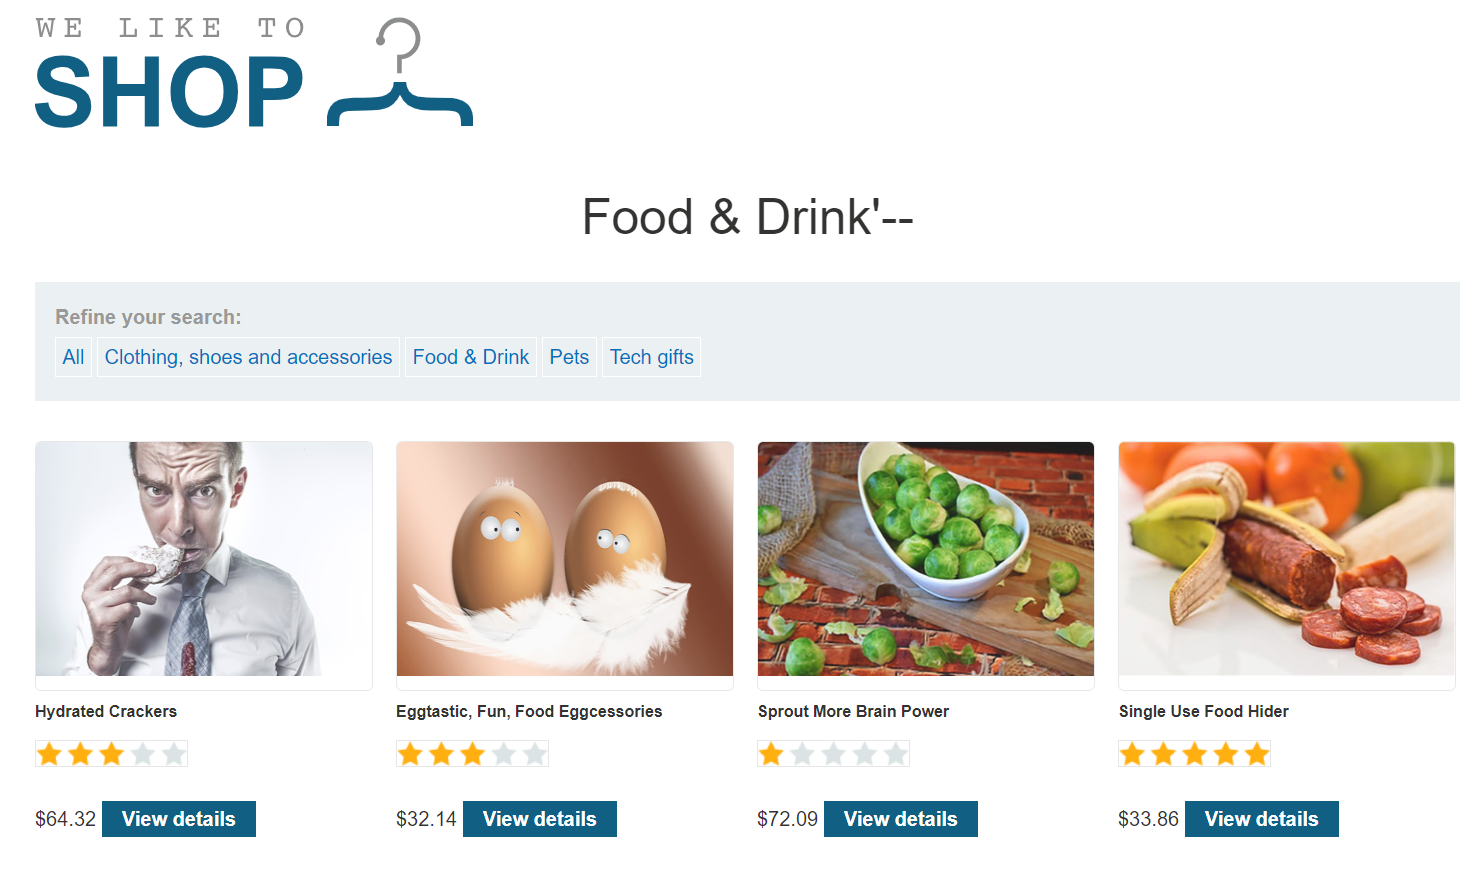 WE LIKE TO
SHOP
Food & Drink'--
Refine your search:
All Clothing, shoes and accessories Food & Drink Pets Tech gifts
Hydrated Crackers
$64.32 View details
Eggtastic, Fun, Food Eggcessories
$32.14 View details
Sprout More Brain Power
$72.09 View details
Single Use Food Hider
$33.86 View details